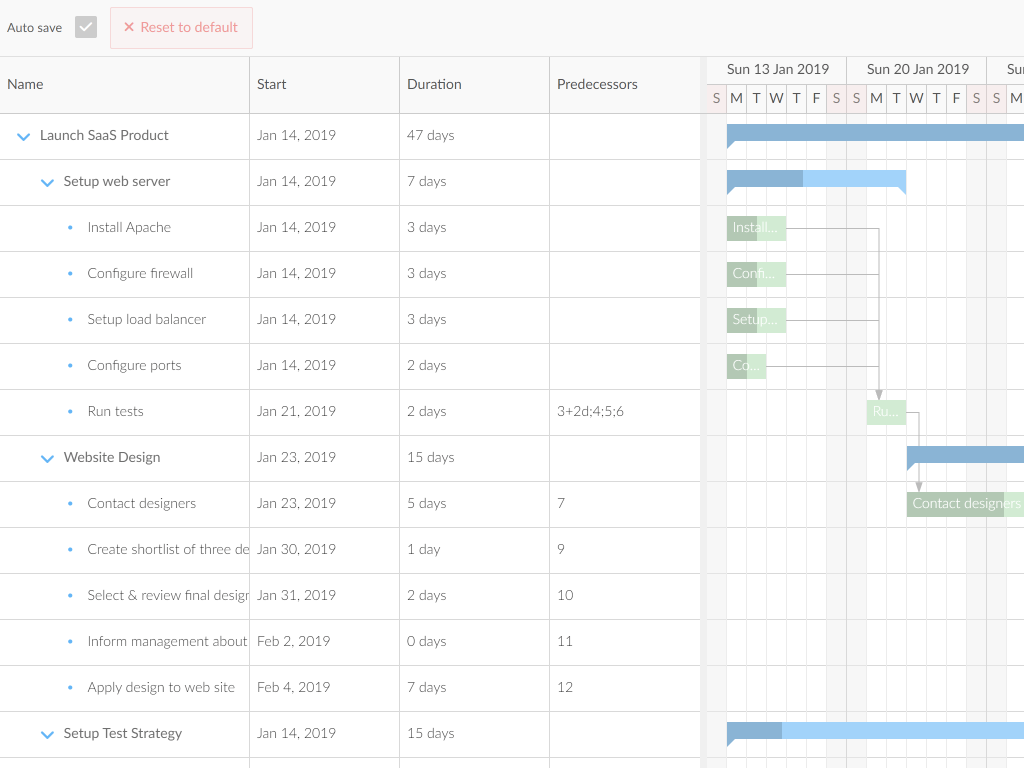 Auto save
Reset to default
Name Start Duration Predecessors
Sun 13 Jan 2019 Sun 20 Jan 2019 Su
S M T W T F S S M T W T F S S M
Launch SaaS Product Jan 14, 2019 47 days
Setup web server Jan 14, 2019 7 days
Install Apache Jan 14, 2019 3 days Install...
Configure firewall Jan 14, 2019 3 days Confi...
Setup load balancer Jan 14, 2019 3 days Setup...
Configure ports Jan 14, 2019 2 days Co...
Run tests Jan 21, 2019 2 days 3+2d;4;5;6 Ru...
Website Design Jan 23, 2019 15 days
Contact designers Jan 23, 2019 5 days 7 Contact designers
Create shortlist of three de Jan 30, 2019 1 day 9
Select & review final desigr Jan 31, 2019 2 days 10
Inform management about Feb 2, 2019 0 days 11
Apply design to web site Feb 4, 2019 7 days 12
Setup Test Strategy Jan 14, 2019 15 days